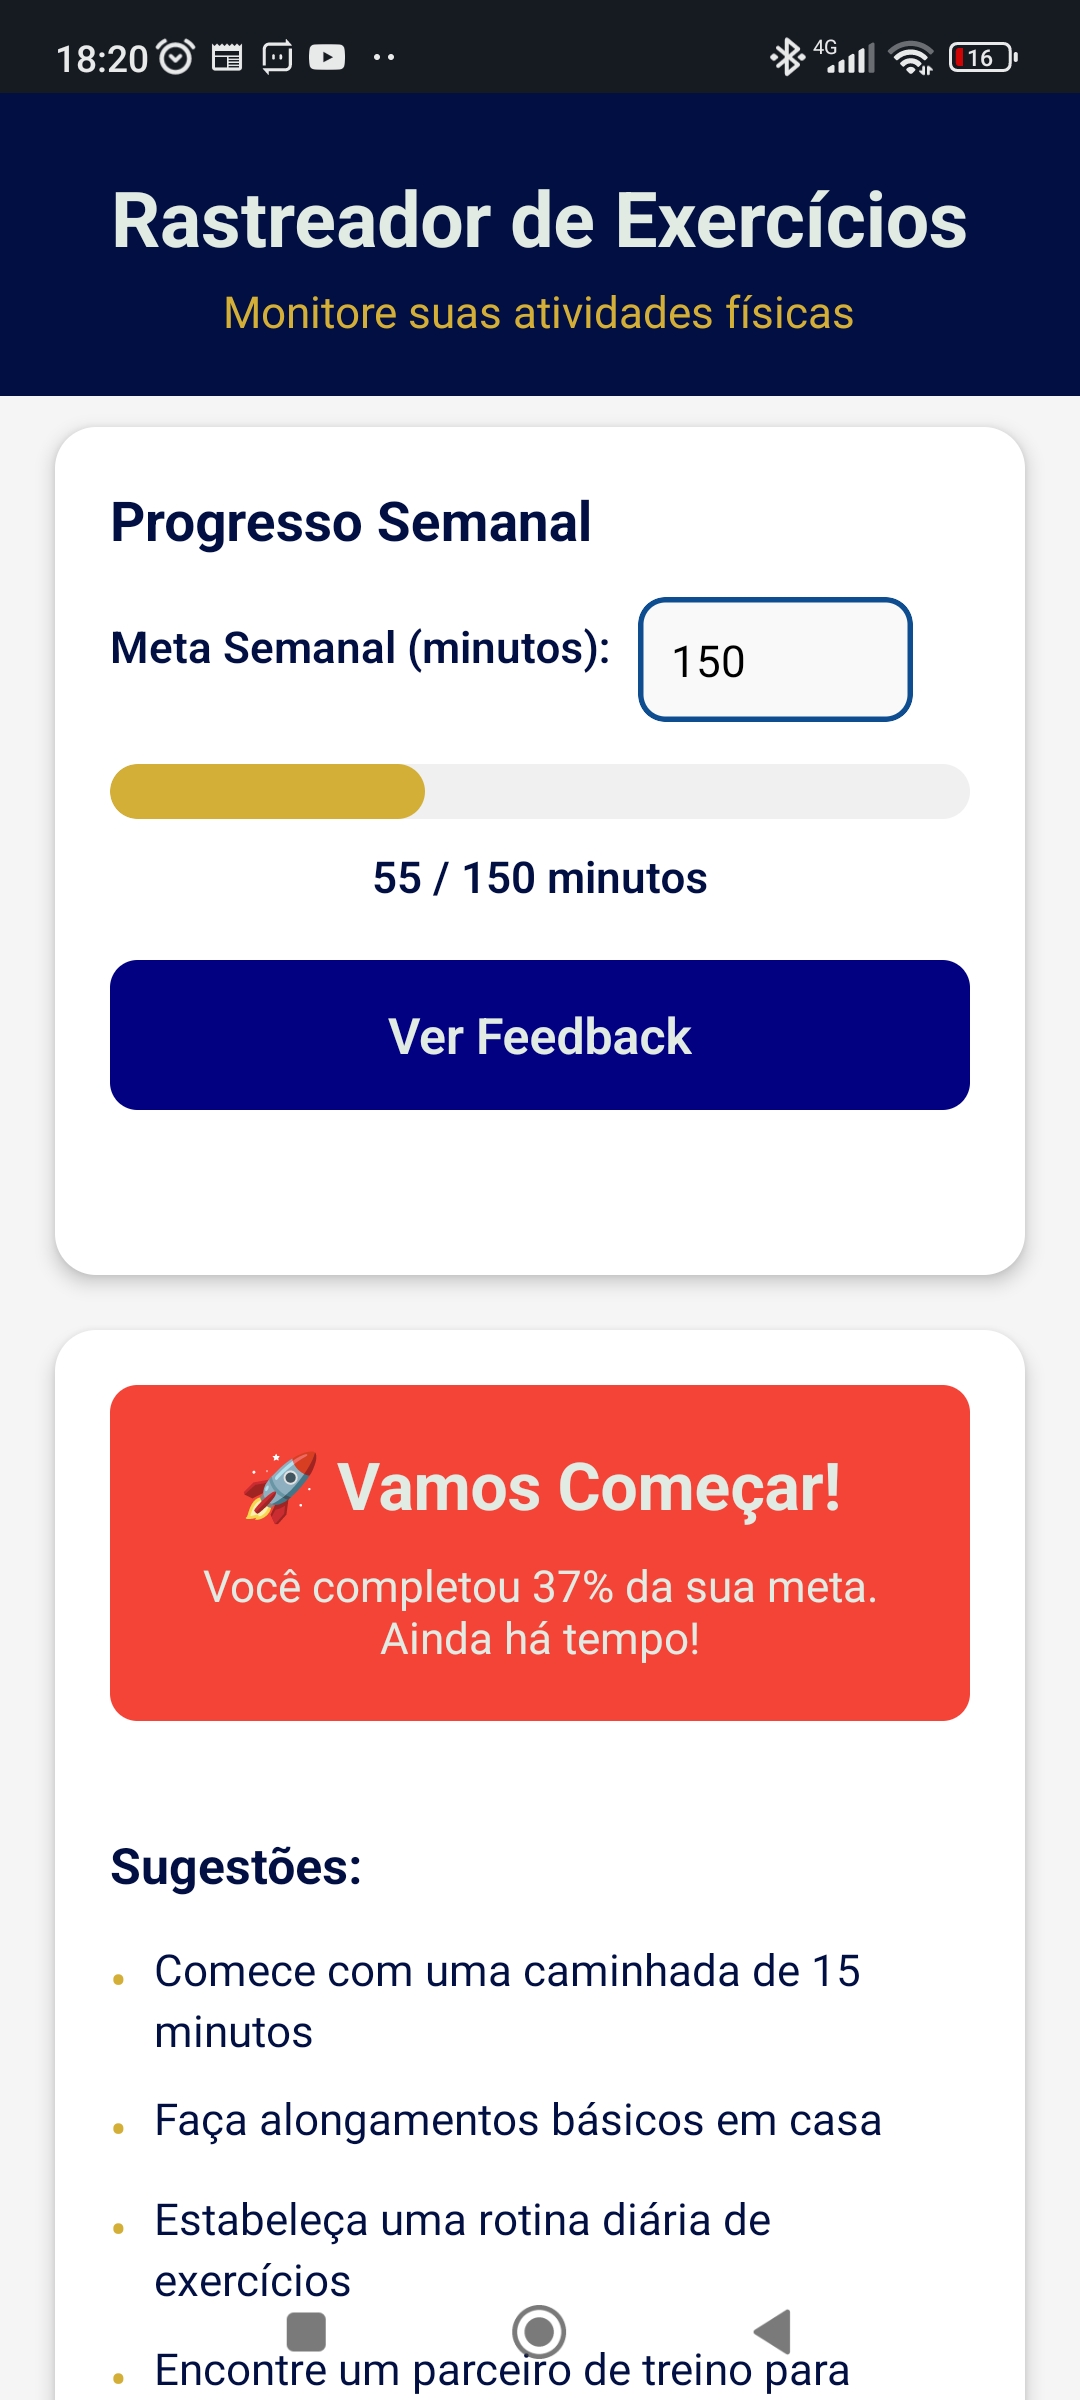 18:20
4G
16
Rastreador de Exercícios
Monitore suas atividades físicas
Progresso Semanal
Meta Semanal (minutos):
150
55 / 150 minutos
Ver Feedback
🚀 Vamos Começar!
Você completou 37% da sua meta.
Ainda há tempo!
Sugestões:
• Comece com uma caminhada de 15
minutos
• Faça alongamentos básicos em casa
• Estabeleça uma rotina diária de
exercícios
• Encontre um parceiro de treino para